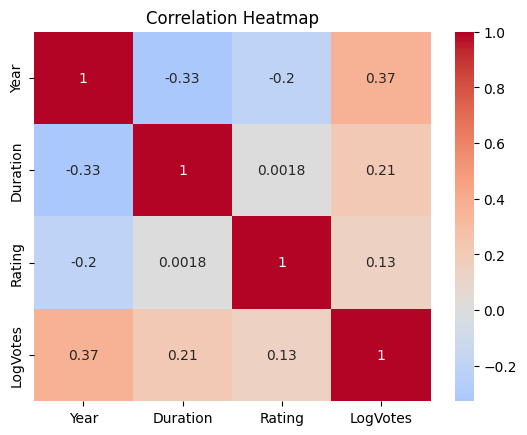 Correlation Heatmap
Year 1 -0.33 -0.2 0.37
Duration -0.33 1 0.0018 0.21
Rating -0.2 0.0018 1 0.13
LogVotes 0.37 0.21 0.13 1
Year Duration Rating LogVotes
1.0
0.8
0.6
0.4
0.2
0.0
−0.2